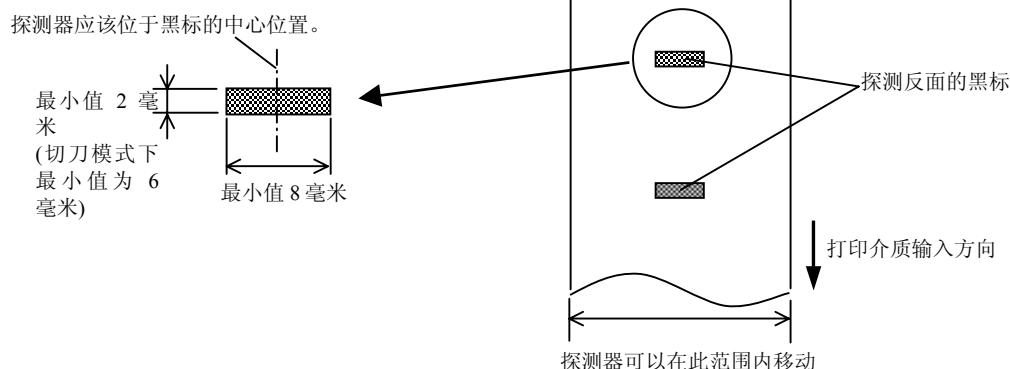 探测器应该位于黑标的中心位置。
最小值 2 毫
米
(切刀模式下
最小值为 6
毫米)
最小值 8 毫米
探测反面的黑标
打印介质输入方向
探测器可以在此范围内移动